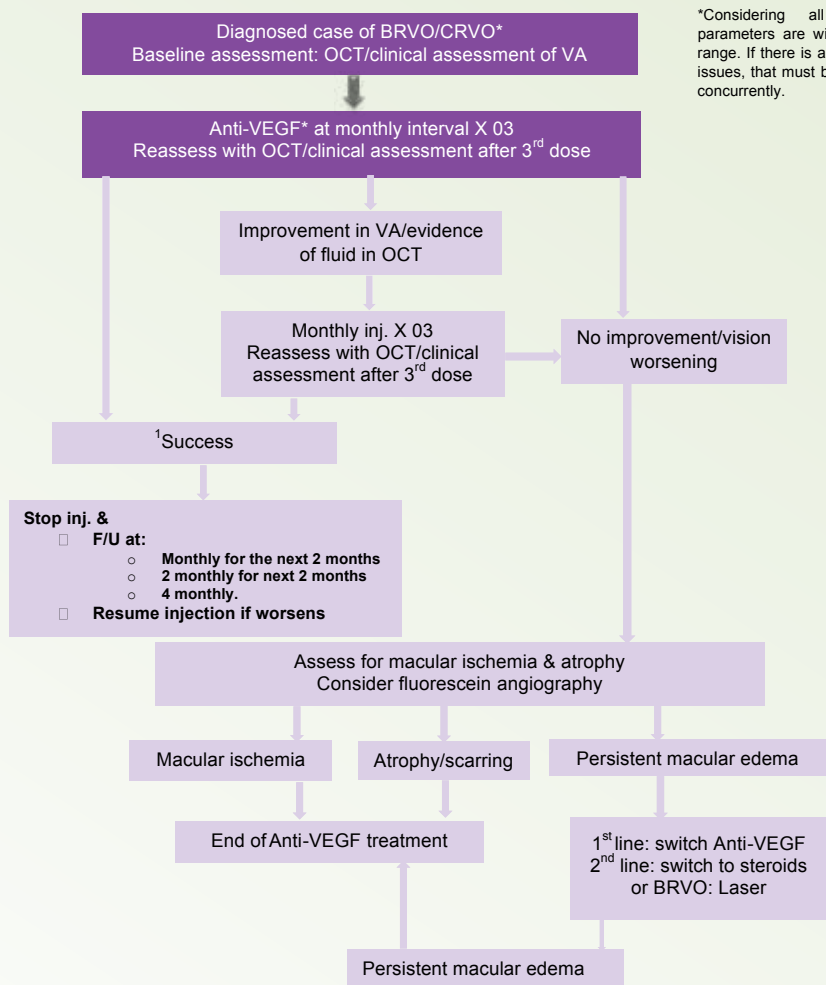 Diagnosed case of BRVO/CRVO*
Baseline assessment: OCT/clinical assessment of VA
*Considering all
parameters are
range. If there is a
issues, that must
concurrently.
Anti-VEGF* at monthly interval X 03
Reassess with OCT/clinical assessment after 3rd dose
Improvement in VA/evidence
of fluid in OCT
Monthly inj. X 03
Reassess with OCT/clinical
assessment after 3rd dose
No improvement/vision
worsening
1Success
Stop inj. &
F/U at:
Monthly for the next 2 months
2 monthly for next 2 months
4 monthly.
Resume injection if worsens
Assess for macular ischemia & atrophy
Consider fluorescein angiography
Macular ischemia
Atrophy/scarring
Persistent macular edema
End of Anti-VEGF treatment
1st line: switch Anti-VEGF
2nd line: switch to steroids
or BRVO: Laser
Persistent macular edema